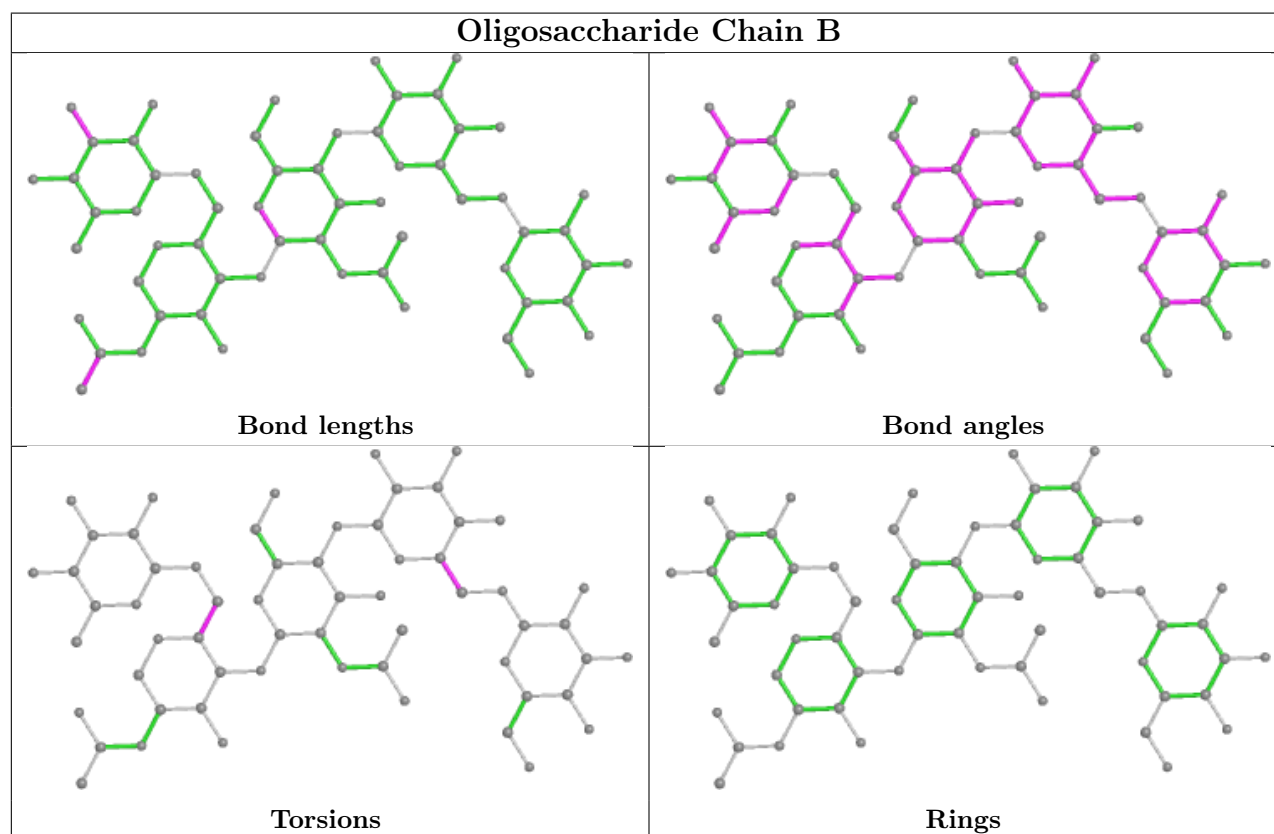 Oligosaccharide Chain B
Bond lengths
Bond angles
Torsions
Rings